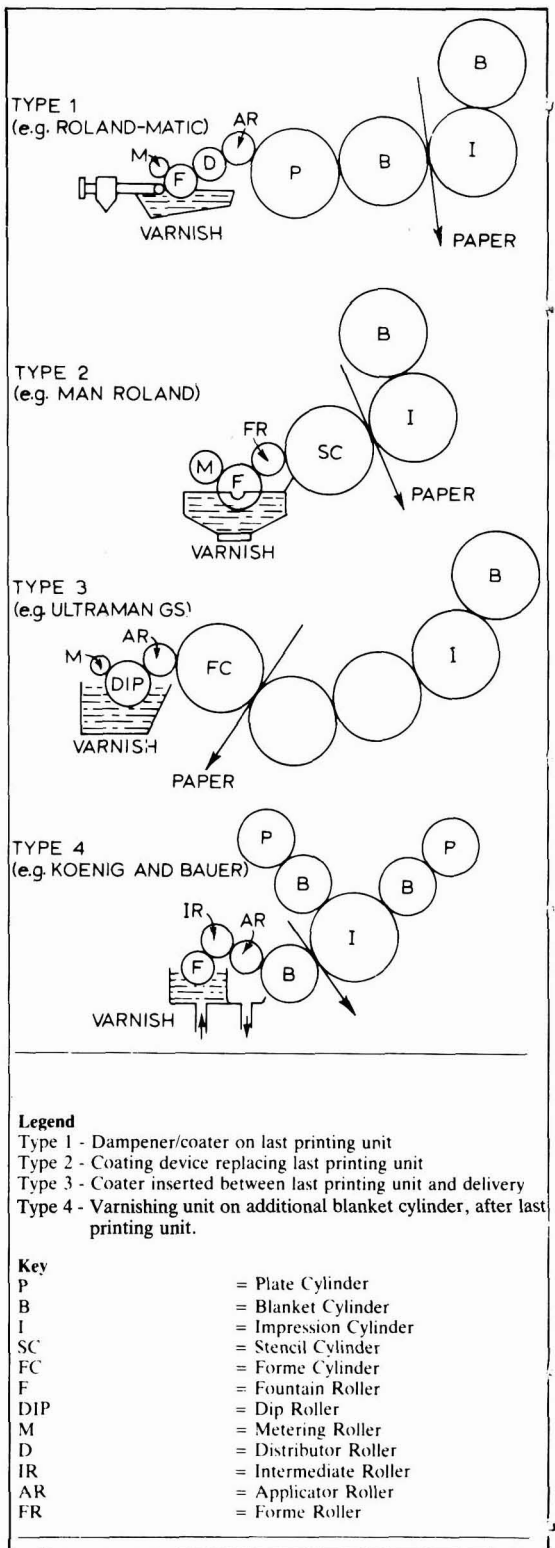 TYPE 1
(e.g. ROLAND-MATIC)
M
F
D
AR
P
B
B
I
VARNISH
PAPER
TYPE 2
(e.g. MAN ROLAND)
M
F
FR
SC
B
I
VARNISH
PAPER
TYPE 3
(e.g. ULTRAMAN GS)
M
DIP
AR
FC
I
B
VARNISH
PAPER
TYPE 4
(e.g. KOENIG AND BAUER)
P
B
P
B
I
IR
AR
F
B
VARNISH
Legend
Type 1 - Dampener/coater on last printing unit
Type 2 - Coating device replacing last printing unit
Type 3 - Coater inserted between last printing unit and delivery
Type 4 - Varnishing unit on additional blanket cylinder, after last
printing unit.
Key
P = Plate Cylinder
B = Blanket Cylinder
I = Impression Cylinder
SC = Stencil Cylinder
FC = Forme Cylinder
F = Fountain Roller
DIP = Dip Roller
M = Metering Roller
D = Distributor Roller
IR = Intermediate Roller
AR = Applicator Roller
FR = Forme Roller